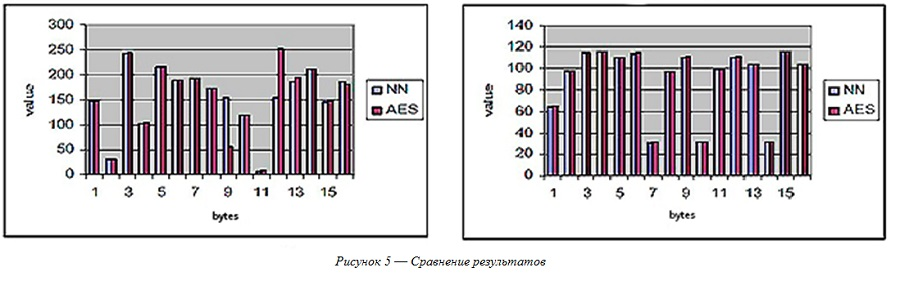 300
250
200
150
100
50
0
value
1 3 5 7 9 11 13 15
bytes
NN
AES
140
120
100
80
60
40
20
0
value
1 3 5 7 9 11 13 15
bytes
NN
AES
Рисунок 5 — Сравнение результатов